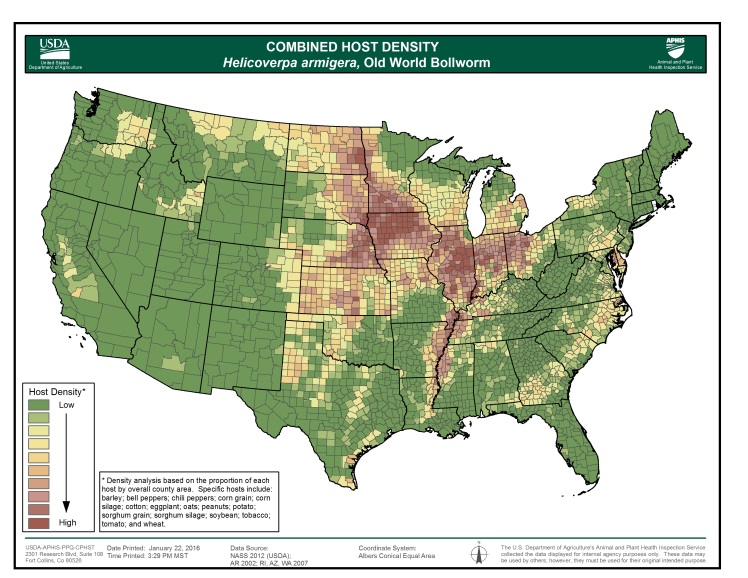 USDA
United States
Department of Agriculture
COMBINED HOST DENSITY
Helicoverpa armigera, Old World Bollworm
APHIS
Animal and Plant
Health Inspection Service
Host Density*
Low
High
* Density analysis based on the proportion of each
host by overall county area. Specific hosts include:
barley; bell peppers; chili peppers; corn grain; corn
silage; cotton; eggplant; oats; peanuts; potato;
sorghum grain; sorghum silage; soybean; tobacco;
tomato; and wheat.
USDA-APHIS-PPQ-CPHST
2301 Research Blvd, Suite 108
Fort Collins, Co 80526
Date Printed: January 22, 2016
Time Printed: 3:29 PM MST
Data Source:
NASS 2012 (USDA);
AR 2002; RI, AZ, WA 2007
Coordinate System:
Albers Conical Equal Area
The U.S. Department of Agriculture's Animal and Plant Health Inspection Service
collected the data displayed for internal agency purposes only. These data may
be used by others; however, they must be used for their original intended purpose